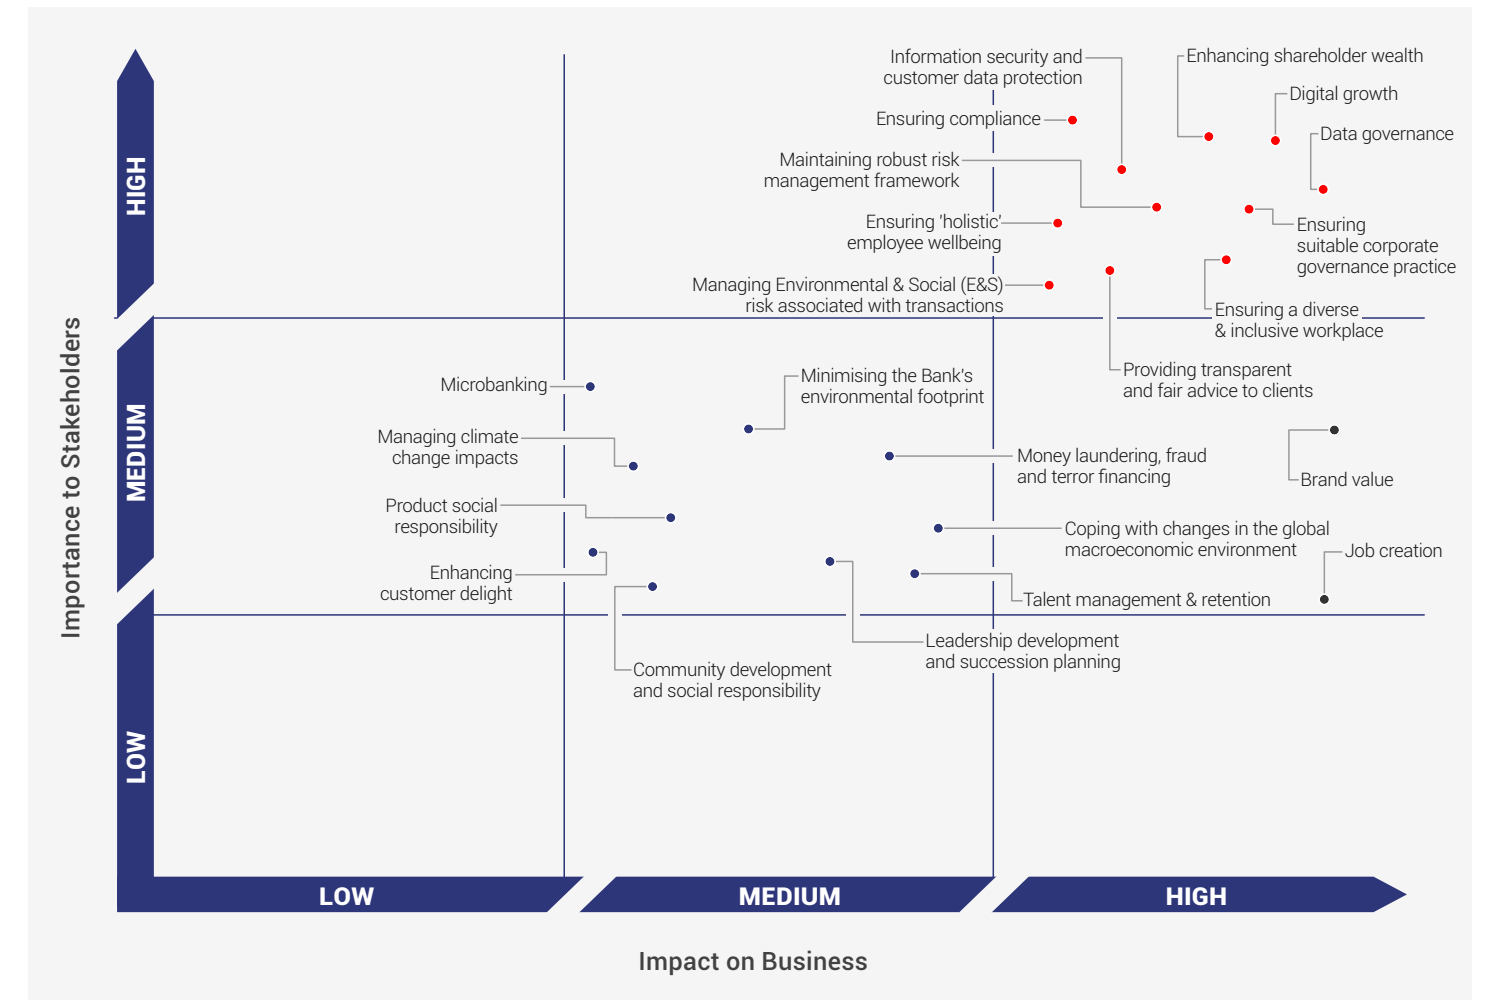 Information security and
customer data protection
Enhancing shareholder wealth
Digital growth
Ensuring compliance
Data governance
Maintaining robust risk
management framework
Ensuring 'holistic'
employee wellbeing
Ensuring
suitable corporate
governance practice
Managing Environmental & Social (E&S)
risk associated with transactions
Ensuring a diverse
& inclusive workplace
HIGH
MEDIUM
LOW
Importance to Stakeholders
Microbanking
Minimising the Bank's
environmental footprint
Providing transparent
and fair advice to clients
Managing climate
change impacts
Money laundering, fraud
and terror financing
Brand value
Product social
responsibility
Coping with changes in the global
macroeconomic environment
Job creation
Enhancing
customer delight
Talent management & retention
Leadership development
and succession planning
Community development
and social responsibility
LOW
MEDIUM
HIGH
Impact on Business